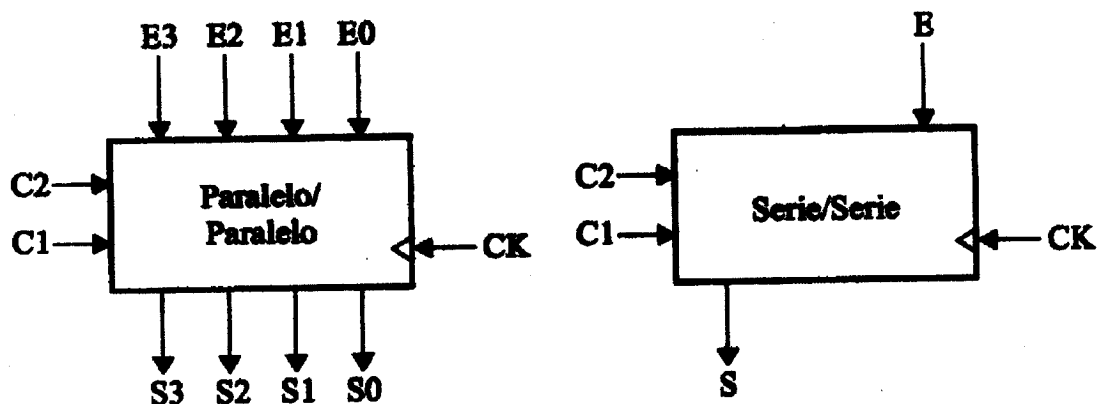 E3 E2 E1 E0
E
C2
Paralelo/
Paralelo
C1
CK
C2
Serie/Serie
C1
CK
S3 S2 S1 S0
S